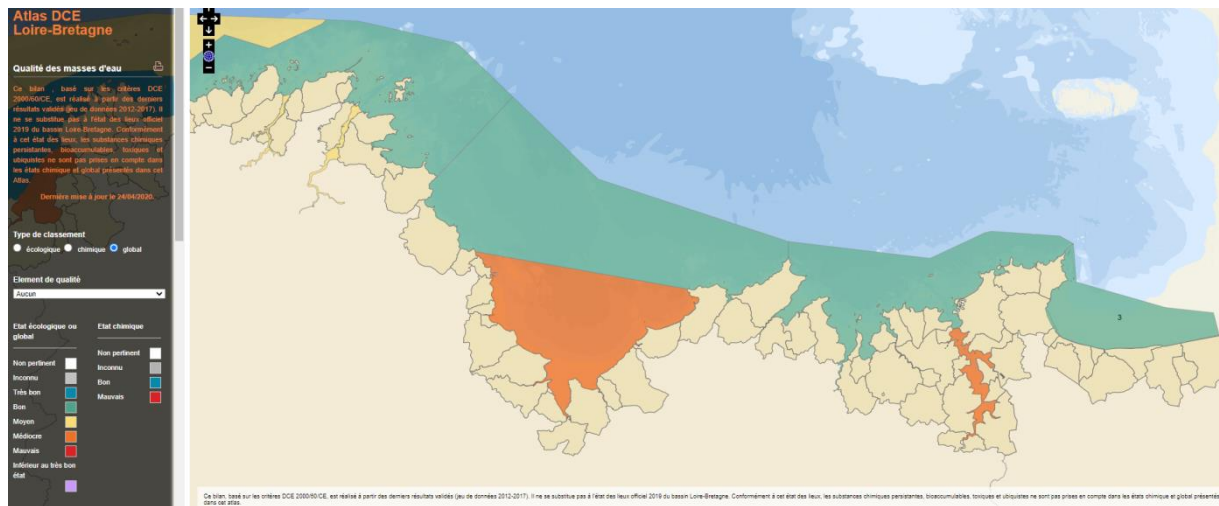 Atlas DCE
Loire-Bretagne
Qualité des masses d'eau
Ce bilan , basé sur les critères DCE
2000/60/CE, est réalisé à partir des derniers
résultats validés (jeu de données 2012-2017). Il
ne se substitue pas à l'état des lieux officiel
2019 du bassin Loire-Bretagne. Conformément
à cet état des lieux, les substances chimiques
persistantes, bioaccumulables, toxiques et
ubiquistes ne sont pas prises en compte dans
les états chimique et global présentés dans cet
Atlas.
Dernière mise à jour le 24/04/2020.
Type de classement
écologique chimique global
Element de qualité
Aucun
Etat écologique ou
global
Non pertinent
Inconnu
Très bon
Bon
Moyen
Médiocre
Mauvais
Inférieur au très bon
état
Etat chimique
Non pertinent
Inconnu
Bon
Mauvais
3
Ce bilan, basé sur les critères DCE 2000/60/CE, est réalisé à partir des derniers résultats validés (jeu de données 2012-2017). Il ne se substitue pas à l'état des lieux officiel 2019 du bassin Loire-Bretagne. Conformément à cet état des lieux, les substances chimiques persistantes, bioaccumulables, toxiques et ubiquistes ne sont pas prises en compte dans les états chimique et global présentés
dans cet atlas.